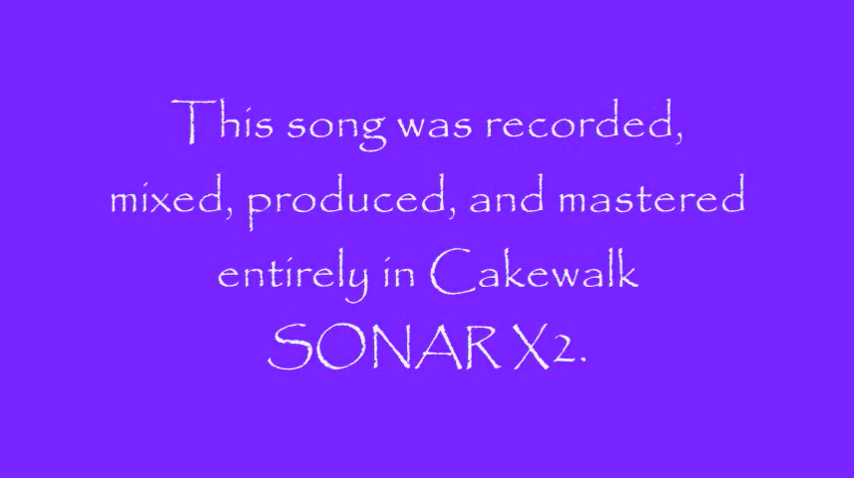 This song was recorded,
mixed, produced, and mastered
entirely in Cakewalk
SONAR X2.